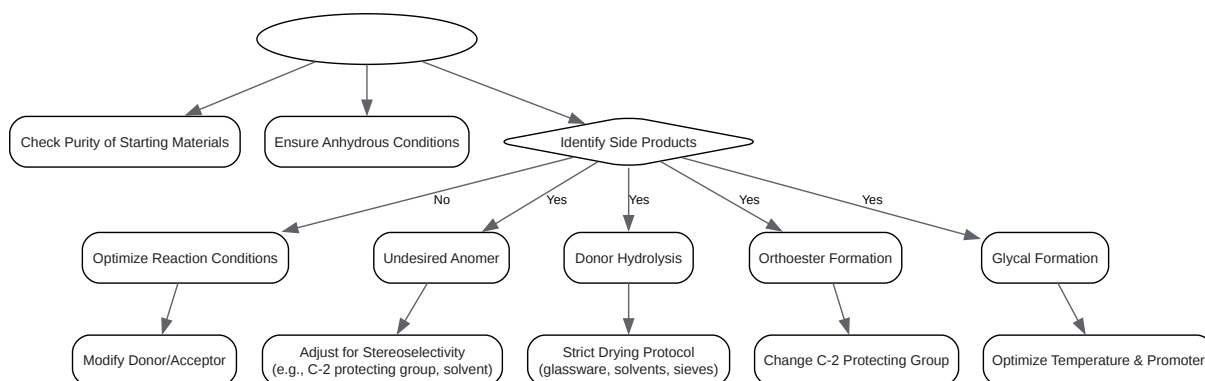 Check Purity of Starting Materials
Ensure Anhydrous Conditions
Identify Side Products
No
Yes
Yes
Yes
Yes
Optimize Reaction Conditions
Undesired Anomer
Donor Hydrolysis
Orthoester Formation
Glycal Formation
Modify Donor/Acceptor
Adjust for Stereoselectivity
(e.g., C-2 protecting group, solvent)
Strict Drying Protocol
(glassware, solvents, sieves)
Change C-2 Protecting Group
Optimize Temperature & Promoter